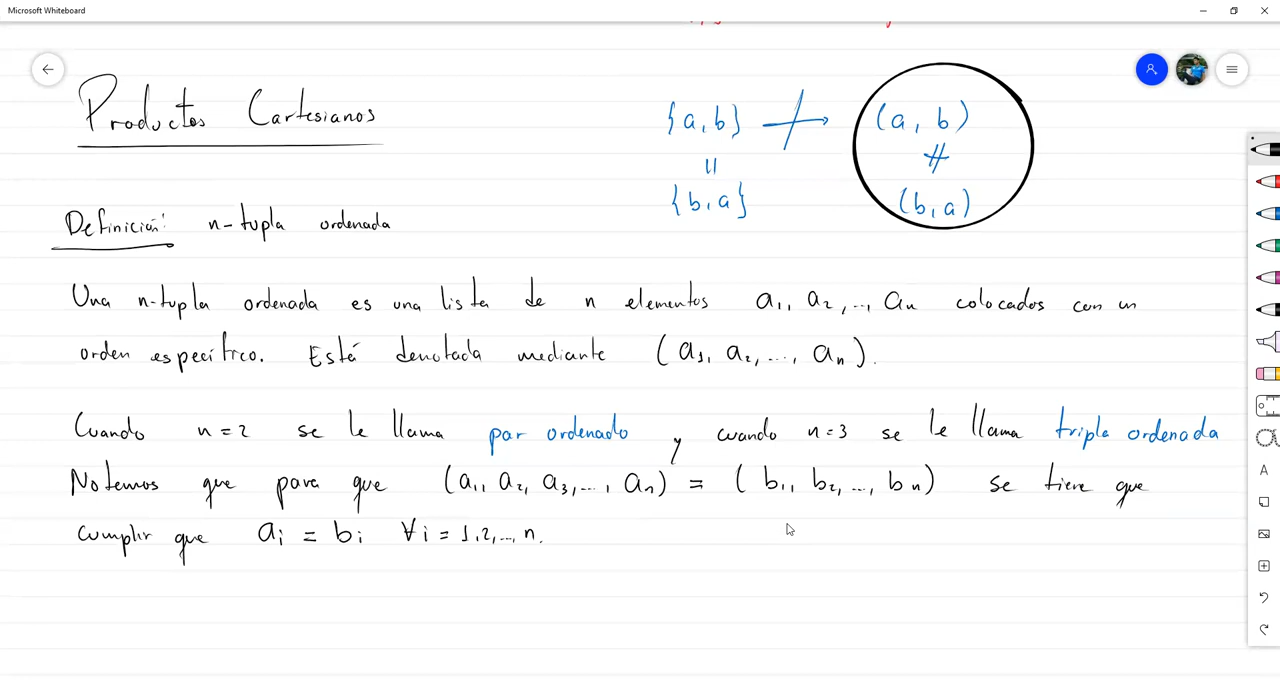 Microsoft Whiteboard
Productos Cartesianos
{a, b} ↛ (a, b)
= ≠
{b, a} (b, a)
Definición: n-tupla ordenada
Una n-tupla ordenada es una lista de n elementos a₁, a₂, ..., aₙ colocados con un
orden específico. Está denotada mediante (a₁, a₂, ..., aₙ).
Cuando n = 2 se le llama par ordenado y cuando n = 3 se le llama tripla ordenada
Notemos que para que (a₁, a₂, a₃, ..., aₙ) = (b₁, b₂, ..., bₙ) se tiene que
cumplir que aᵢ = bᵢ ∀i = 1, 2, ..., n.